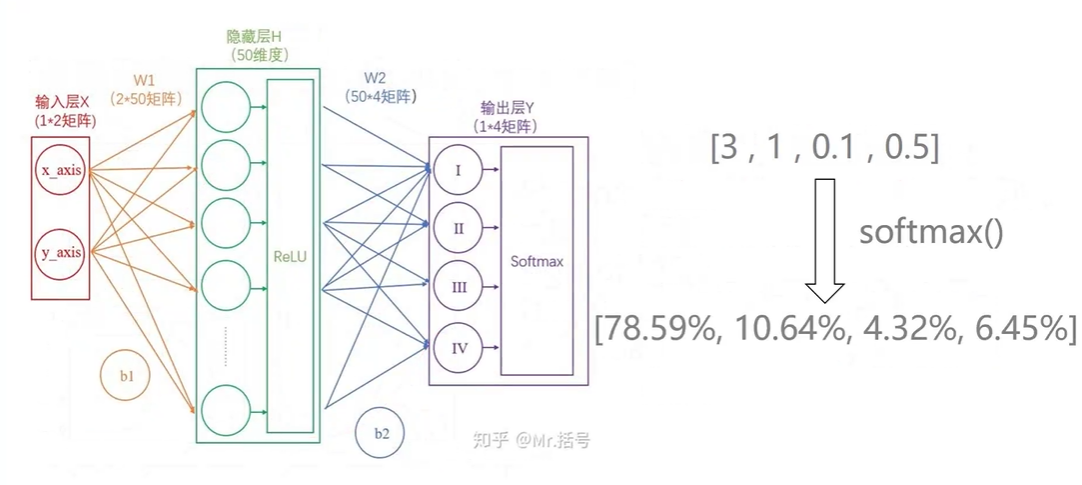 输入层X
(1*2矩阵)
x_axis
y_axis
W1
(2*50矩阵)
b1
隐藏层H
(50维度)
ReLU
W2
(50*4矩阵)
b2
输出层Y
(1*4矩阵)
I
II
III
IV
Softmax
[3 , 1 , 0.1 , 0.5]
softmax()
[78.59%, 10.64%, 4.32%, 6.45%]
知乎 @Mr.括号